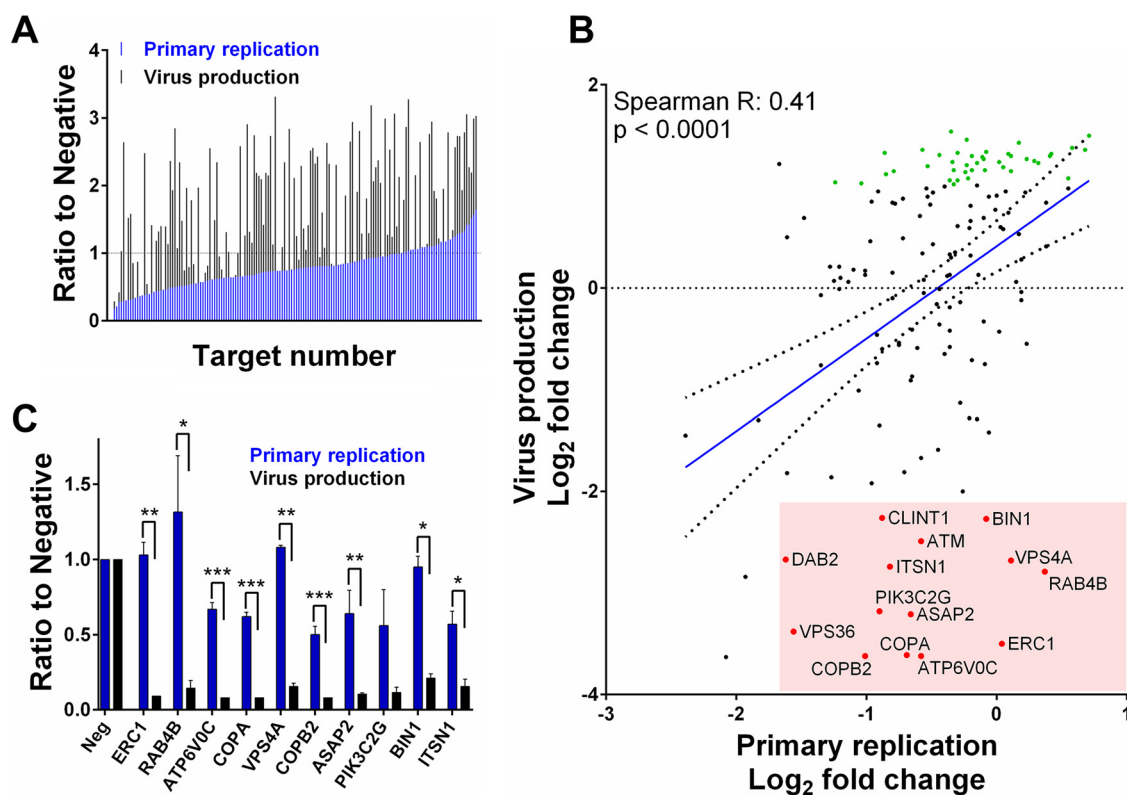 A
Primary replication
Virus production
Ratio to Negative
4
3
2
1
0
Target number
B
Spearman R: 0.41
p < 0.0001
Virus production
Log2 fold change
2
0
-2
-4
CLINT1
BIN1
ATM
DAB2
ITSN1
VPS4A
RAB4B
PIK3C2G
ASAP2
VPS36
COPA
ERC1
COPB2
ATP6V0C
-3
-2
-1
0
1
Primary replication
Log2 fold change
C
Primary replication
Virus production
Ratio to Negative
1.5
1.0
0.5
0.0
**
*
***
***
**
***
**
*
*
Neg
ERC1
RAB4B
ATP6V0C
COPA
VPS4A
COPB2
ASAP2
PIK3C2G
BIN1
ITSN1